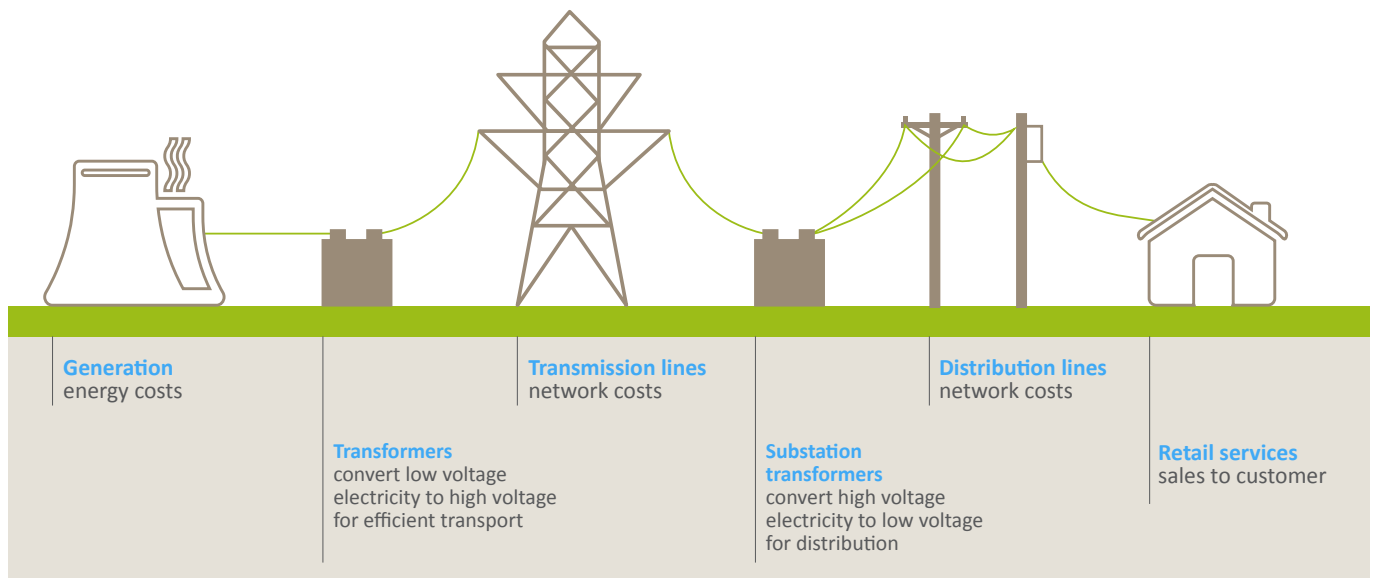 Generation
energy costs
Transformers
convert low voltage
electricity to high voltage
for efficient transport
Transmission lines
network costs
Substation
transformers
convert high voltage
electricity to low voltage
for distribution
Distribution lines
network costs
Retail services
sales to customer